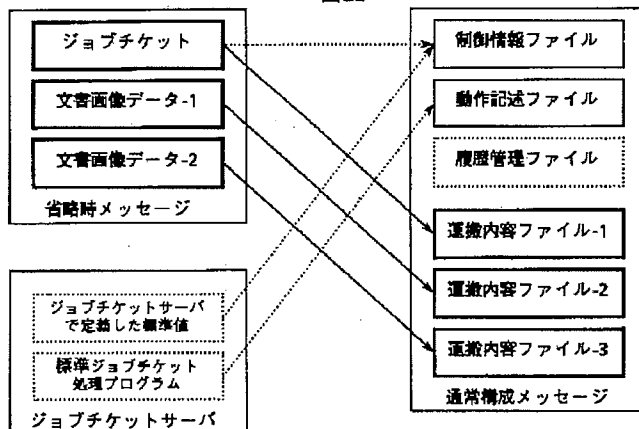 ジョブチケット
文書画像データ-1
文書画像データ-2
省略時メッセージ
ジョブチケットサーバ
で定義した標準値
標準ジョブチケット
処理プログラム
ジョブチケットサーバ
制御情報ファイル
動作記述ファイル
履歴管理ファイル
運搬内容ファイル-1
運搬内容ファイル-2
運搬内容ファイル-3
通常構成メッセージ